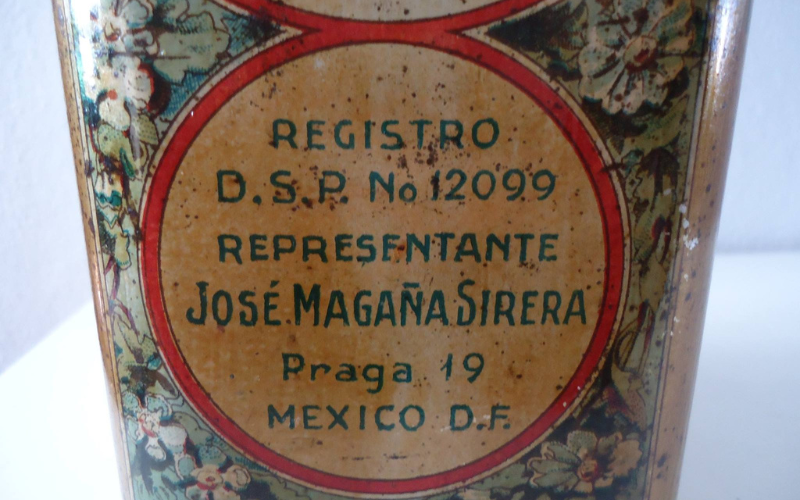 REGISTRO
D.S.P. No 12099
REPRESENTANTE
JOSÉ MAGAÑA SIRERA
Praga 19
MEXICO D.F.